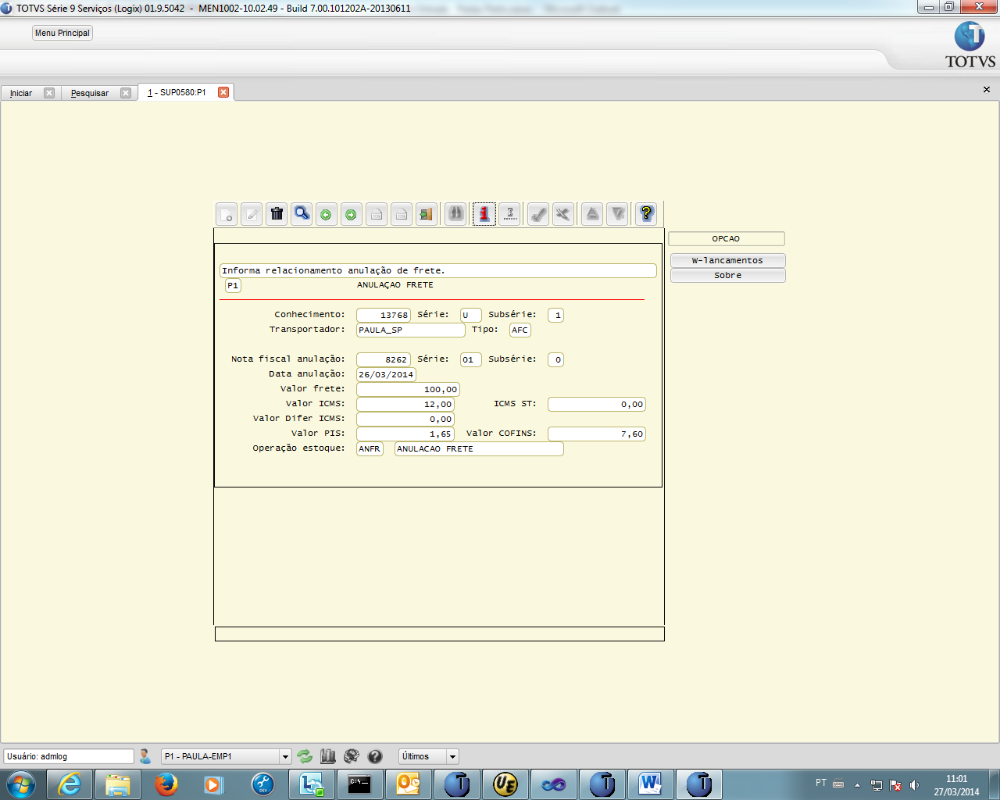 TOTVS Série 9 Serviços (Logix) 01.9.5042 - MEN1002-10.02.49 - Build 7.00.101202A-20130611
Menu Principal
TOTVS
Iniciar Pesquisar 1 - SUP0580:P1
OPCAO
W-lancamentos
Sobre
Informa relacionamento anulação de frete.
P1 ANULAÇAO FRETE
Conhecimento: 13768 Série: U Subsérie: 1
Transportador: PAULA_SP Tipo: AFC
Nota fiscal anulação: 8262 Série: 01 Subsérie: 0
Data anulação: 26/03/2014
Valor frete: 100,00
Valor ICMS: 12,00 ICMS ST: 0,00
Valor Difer ICMS: 0,00
Valor PIS: 1,65 Valor COFINS: 7,60
Operação estoque: ANFR ANULACAO FRETE
Usuário: admlog P1 - PAULA-EMP1 Últimos
PT 11:01
27/03/2014